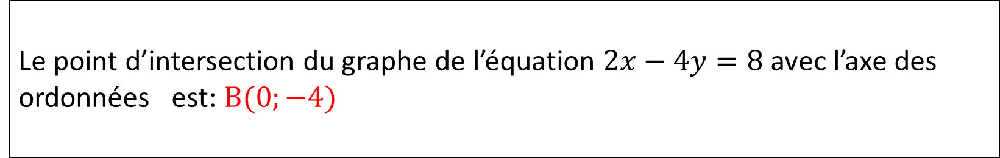 Le point d’intersection du graphe de l’équation 2x − 4y = 8 avec l’axe des
ordonnées est: B(0; −4)